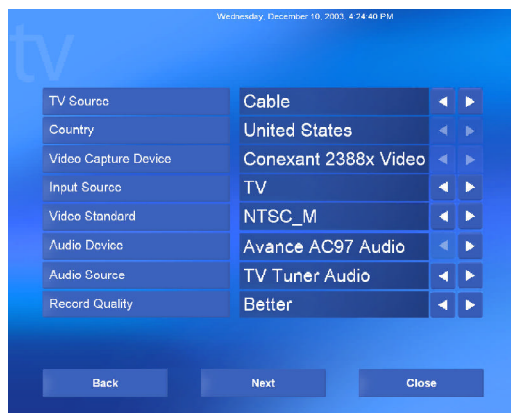 Wednesday, December 10, 2003, 4:24:40 PM
tv
TV Source Cable
Country United States
Video Capture Device Conexant 2388x Video
Input Source TV
Video Standard NTSC_M
Audio Device Avance AC97 Audio
Audio Source TV Tuner Audio
Record Quality Better
Back Next Close